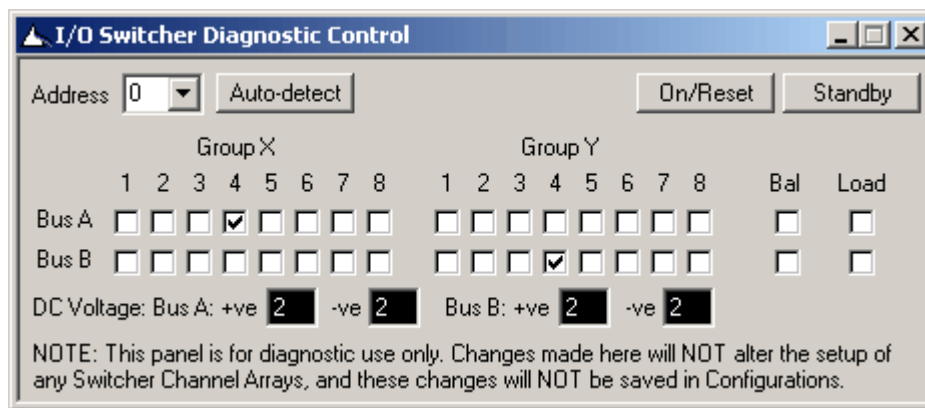 I/O Switcher Diagnostic Control
Address 0 Auto-detect On/Reset Standby
Group X Group Y
1 2 3 4 5 6 7 8 1 2 3 4 5 6 7 8 Bal Load
Bus A
Bus B
DC Voltage: Bus A: +ve 2 -ve 2 Bus B: +ve 2 -ve 2
NOTE: This panel is for diagnostic use only. Changes made here will NOT alter the setup of
any Switcher Channel Arrays, and these changes will NOT be saved in Configurations.